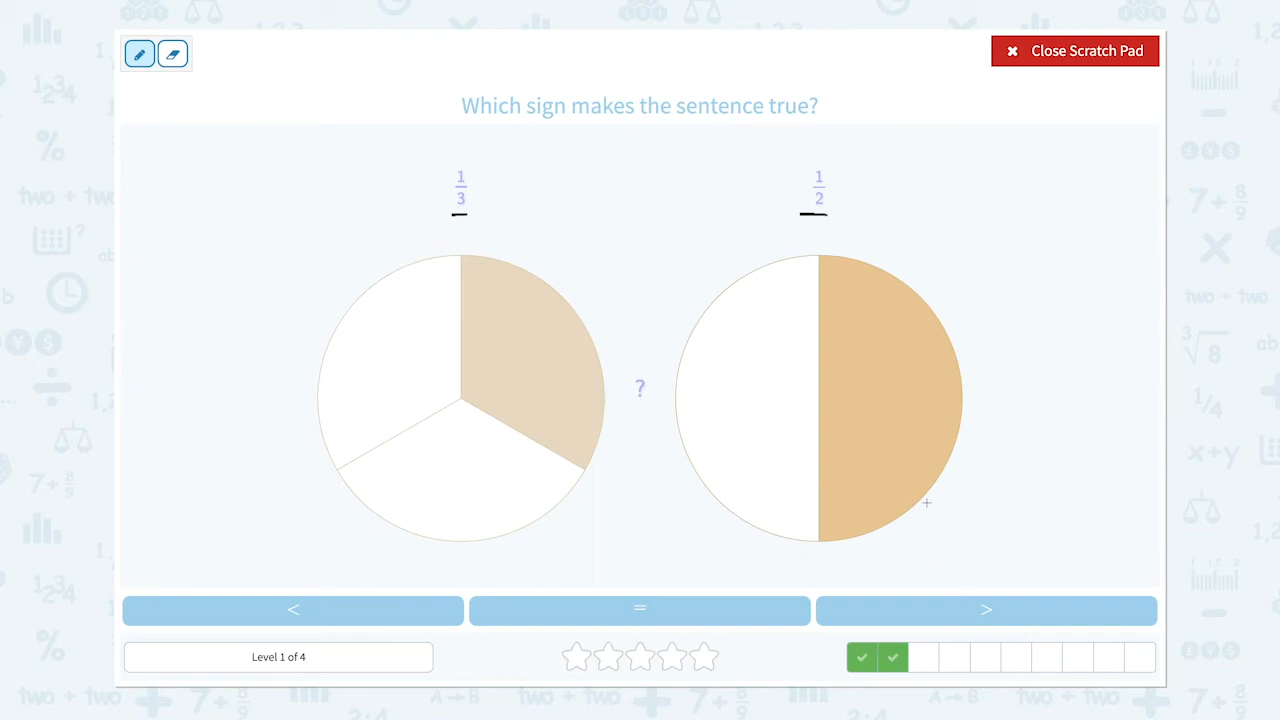 ✖ Close Scratch Pad
Which sign makes the sentence true?
1/3
1/2
?
< = >
Level 1 of 4